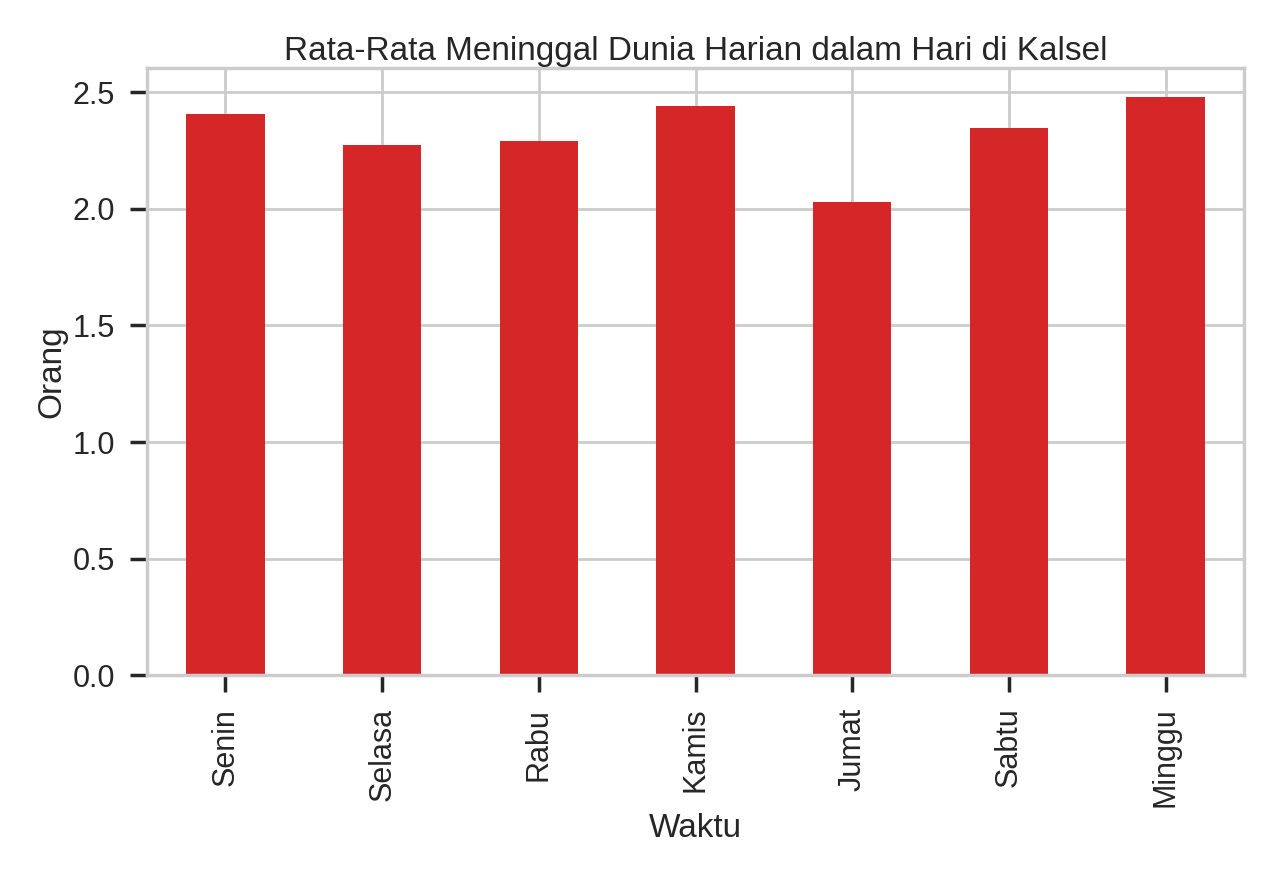 Rata-Rata Meninggal Dunia Harian dalam Hari di Kalsel
2.5
2.0
1.5
1.0
0.5
0.0
Orang
Senin
Selasa
Rabu
Kamis
Jumat
Sabtu
Minggu
Waktu